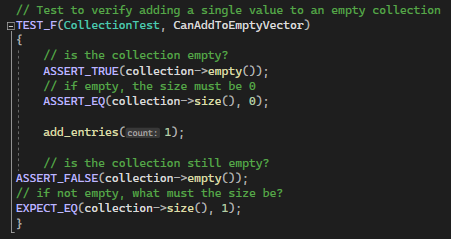 // Test to verify adding a single value to an empty collection
TEST_F(CollectionTest, CanAddToEmptyVector)
{
    // is the collection empty?
    ASSERT_TRUE(collection->empty());
    // if empty, the size must be 0
    ASSERT_EQ(collection->size(), 0);

    add_entries(count: 1);

    // is the collection still empty?
ASSERT_FALSE(collection->empty());
// if not empty, what must the size be?
EXPECT_EQ(collection->size(), 1);
}